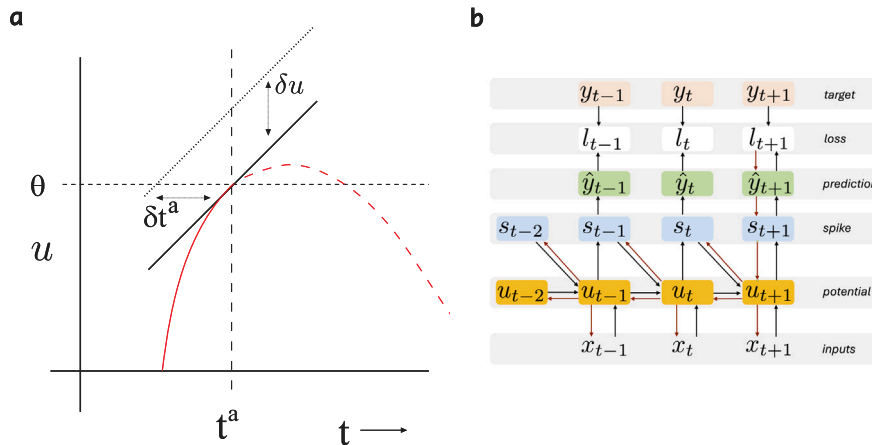 a
δu
θ
δtᵃ
u
tᵃ
t
b
y_{t−1} y_t y_{t+1} target
l_{t−1} l_t l_{t+1} loss
ŷ_{t−1} ŷ_t ŷ_{t+1} prediction
s_{t−2} s_{t−1} s_t s_{t+1} spike
u_{t−2} u_{t−1} u_t u_{t+1} potential
x_{t−1} x_t x_{t+1} inputs